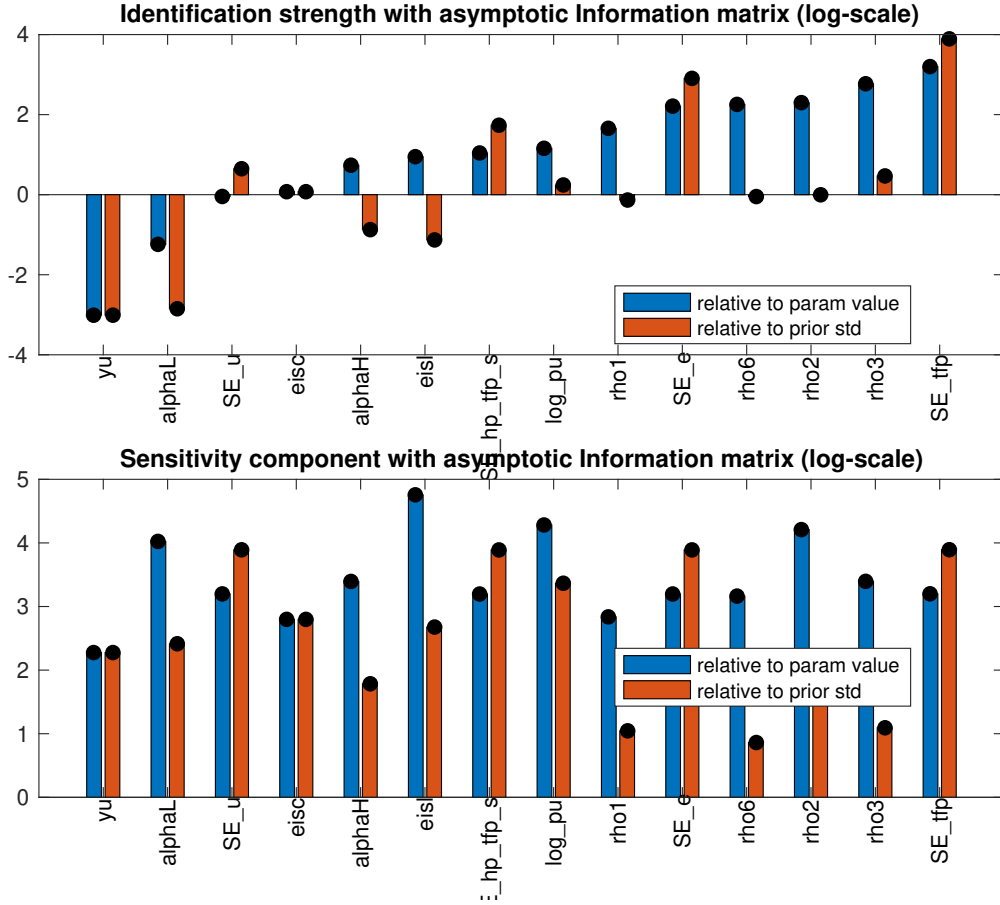 Identification strength with asymptotic Information matrix (log-scale)
4
2
0
-2
-4
relative to param value
relative to prior std
yu
alphaL
SE_u
eisc
alphaH
eisl
SE_hp_tfp_s
log_pu
rho1
SE_e
rho6
rho2
rho3
SE_tfp
Sensitivity component with asymptotic Information matrix (log-scale)
5
4
3
2
1
0
relative to param value
relative to prior std
yu
alphaL
SE_u
eisc
alphaH
eisl
E_hp_tfp_s
log_pu
rho1
SE_e
rho6
rho2
rho3
SE_tfp